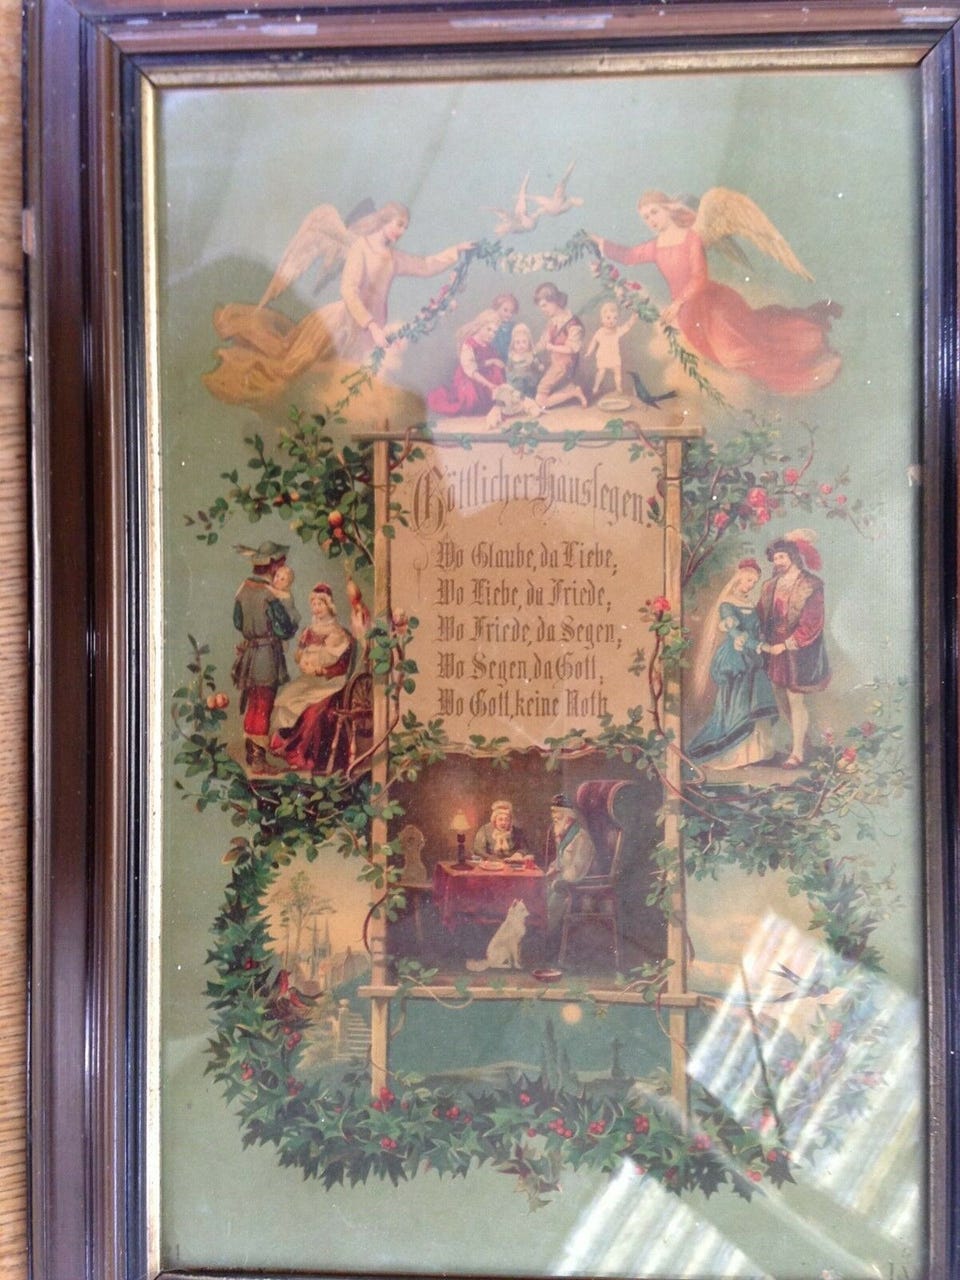 Göttlicher Haussegen.
Wo Glaube, da Liebe,
Wo Liebe, da Friede,
Wo Friede, da Segen,
Wo Segen, da Gott,
Wo Gott, keine Noth